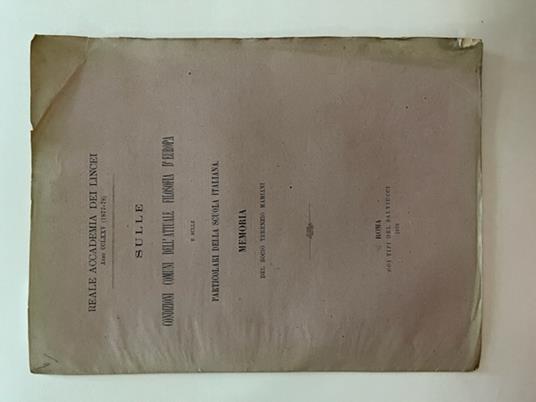 REALE ACCADEMIA DEI LINCEI
ANNO CCLXXV (1877-78)
SULLE
CONDIZIONI COMUNI DELL'ATTUALE FILOSOFIA D'EUROPA
E SULLE
PARTICOLARI DELLA SCUOLA ITALIANA.
MEMORIA
DEL SOCIO TERENZIO MAMIANI
ROMA
COI TIPI DEL SALVIUCCI
1878